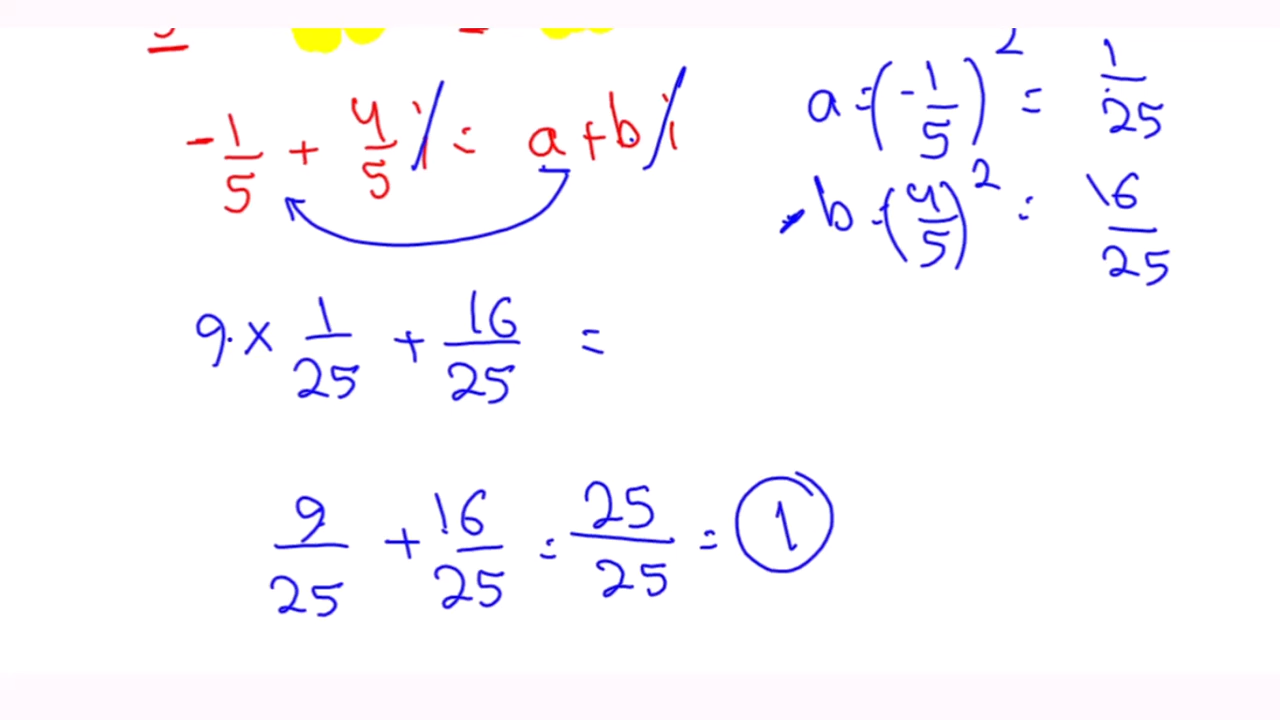 -1/5 + 4/5 i = a + bi
a = (-1/5)^2 = 1/25
b = (4/5)^2 = 16/25
9 . x 1/25 + 16/25 =
9/25 + 16/25 = 25/25 = 1